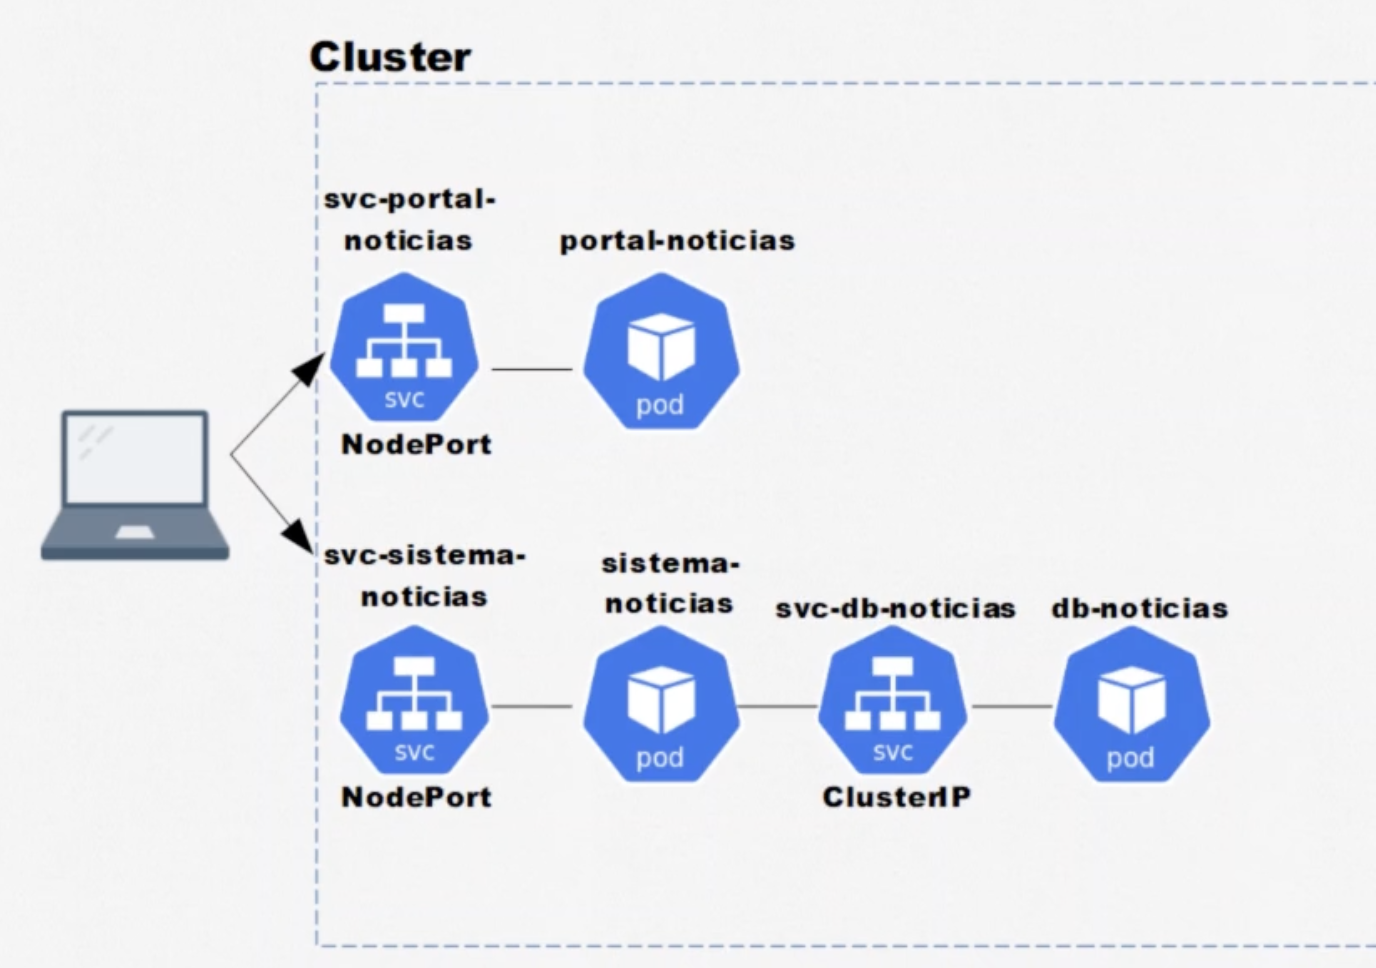 Cluster
svc-portal-
noticias
portal-noticias
svc
pod
NodePort
svc-sistema-
noticias
sistema-
noticias
svc-db-noticias
db-noticias
svc
pod
svc
pod
NodePort
ClusterIP